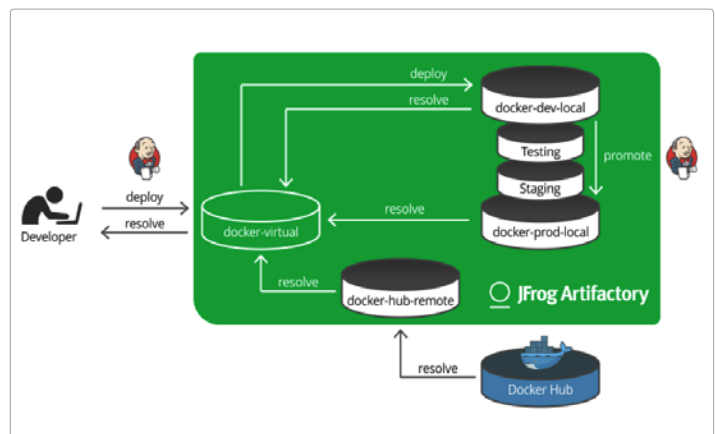 deploy
resolve
docker-dev-local
Testing
promote
Staging
deploy
resolve
Developer
docker-virtual
resolve
docker-prod-local
resolve
docker-hub-remote
JFrog Artifactory
resolve
Docker Hub